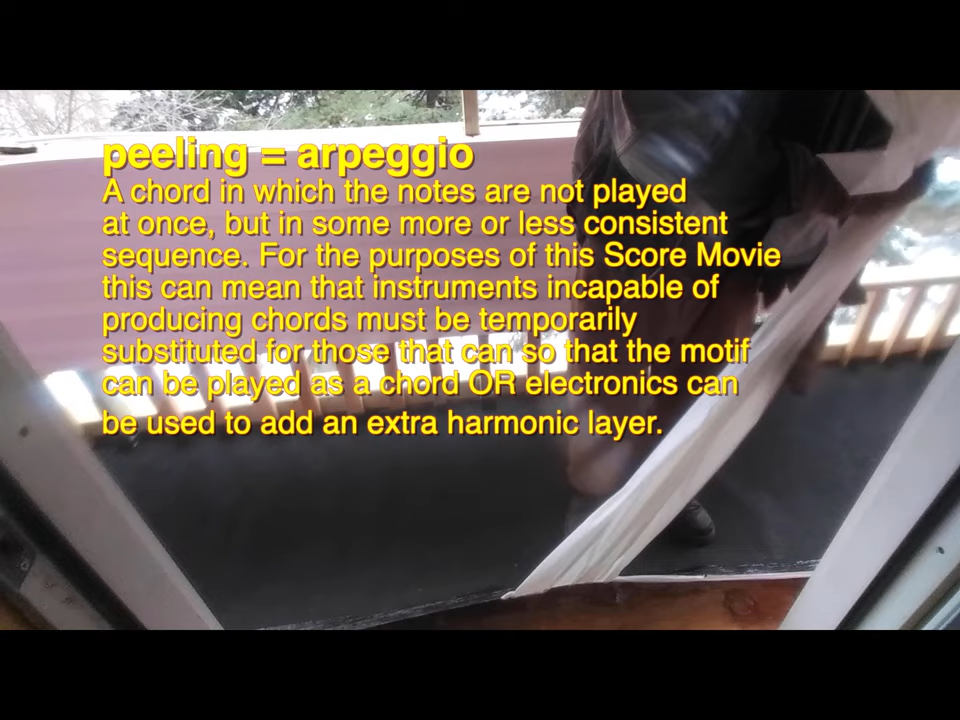 peeling = arpeggio
A chord in which the notes are not played
at once, but in some more or less consistent
sequence. For the purposes of this Score Movie
this can mean that instruments incapable of
producing chords must be temporarily
substituted for those that can so that the motif
can be played as a chord OR electronics can
be used to add an extra harmonic layer.